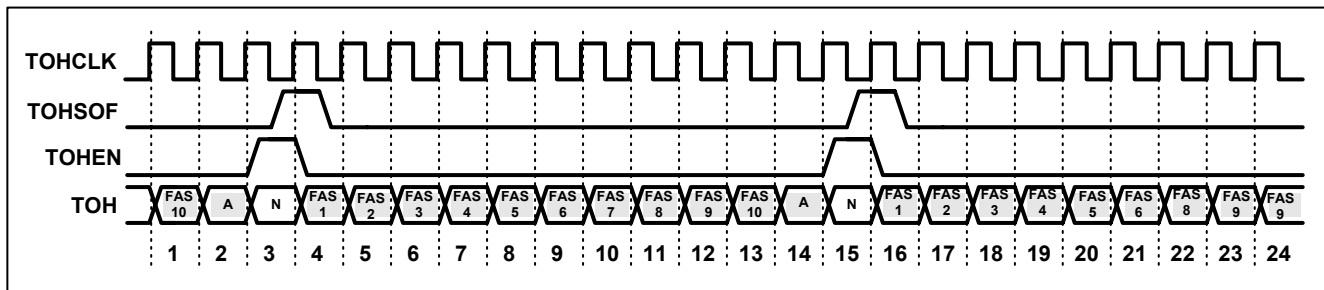 TOHCLK
TOHSOF
TOHEN
TOH FAS 10 A N FAS 1 FAS 2 FAS 3 FAS 4 FAS 5 FAS 6 FAS 7 FAS 8 FAS 9 FAS 10 A N FAS 1 FAS 2 FAS 3 FAS 4 FAS 5 FAS 6 FAS 8 FAS 9 FAS 9
1 2 3 4 5 6 7 8 9 10 11 12 13 14 15 16 17 18 19 20 21 22 23 24